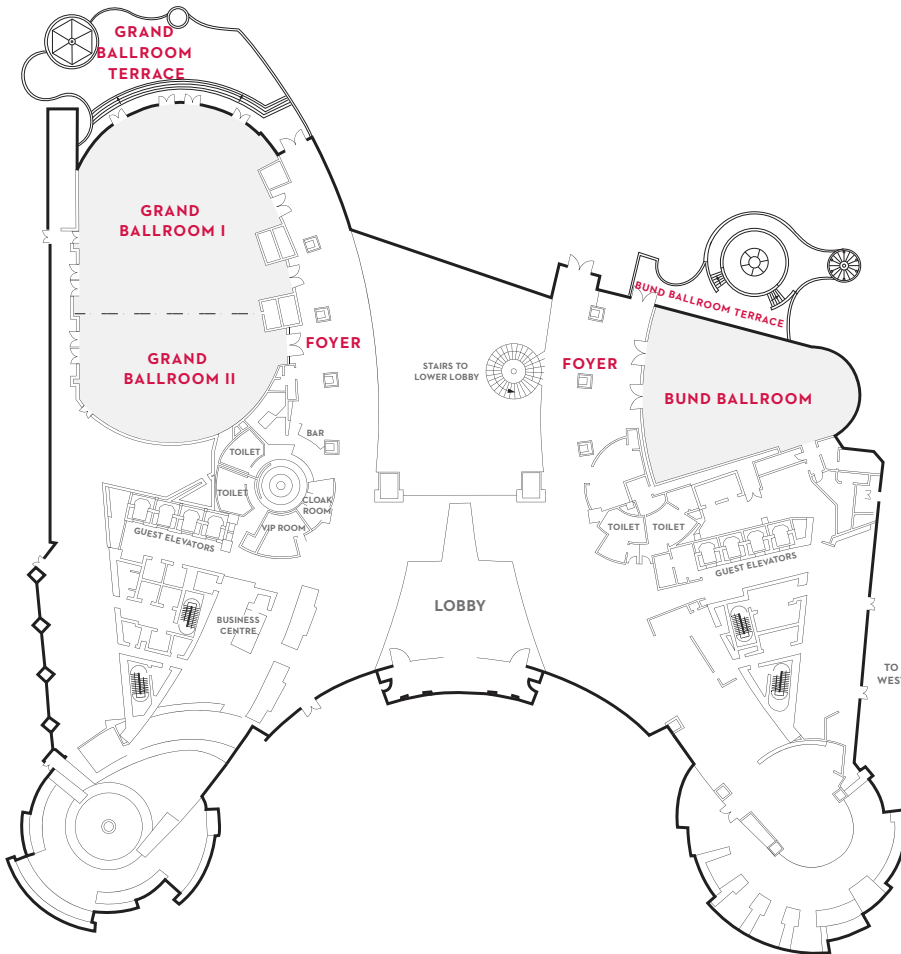 GRAND
BALLROOM
TERRACE
GRAND
BALLROOM I
GRAND
BALLROOM II
FOYER
STAIRS TO
LOWER LOBBY
FOYER
BUND BALLROOM TERRACE
BUND BALLROOM
BAR
TOILET
TOILET
CLOAK
ROOM
VIP ROOM
GUEST ELEVATORS
TOILET
TOILET
GUEST ELEVATORS
BUSINESS
CENTRE
LOBBY
TO
WEST